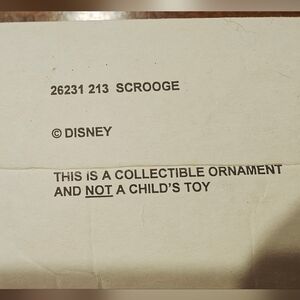 26231 213 SCROOGE
© DISNEY
THIS IS A COLLECTIBLE ORNAMENT
AND NOT A CHILD'S TOY